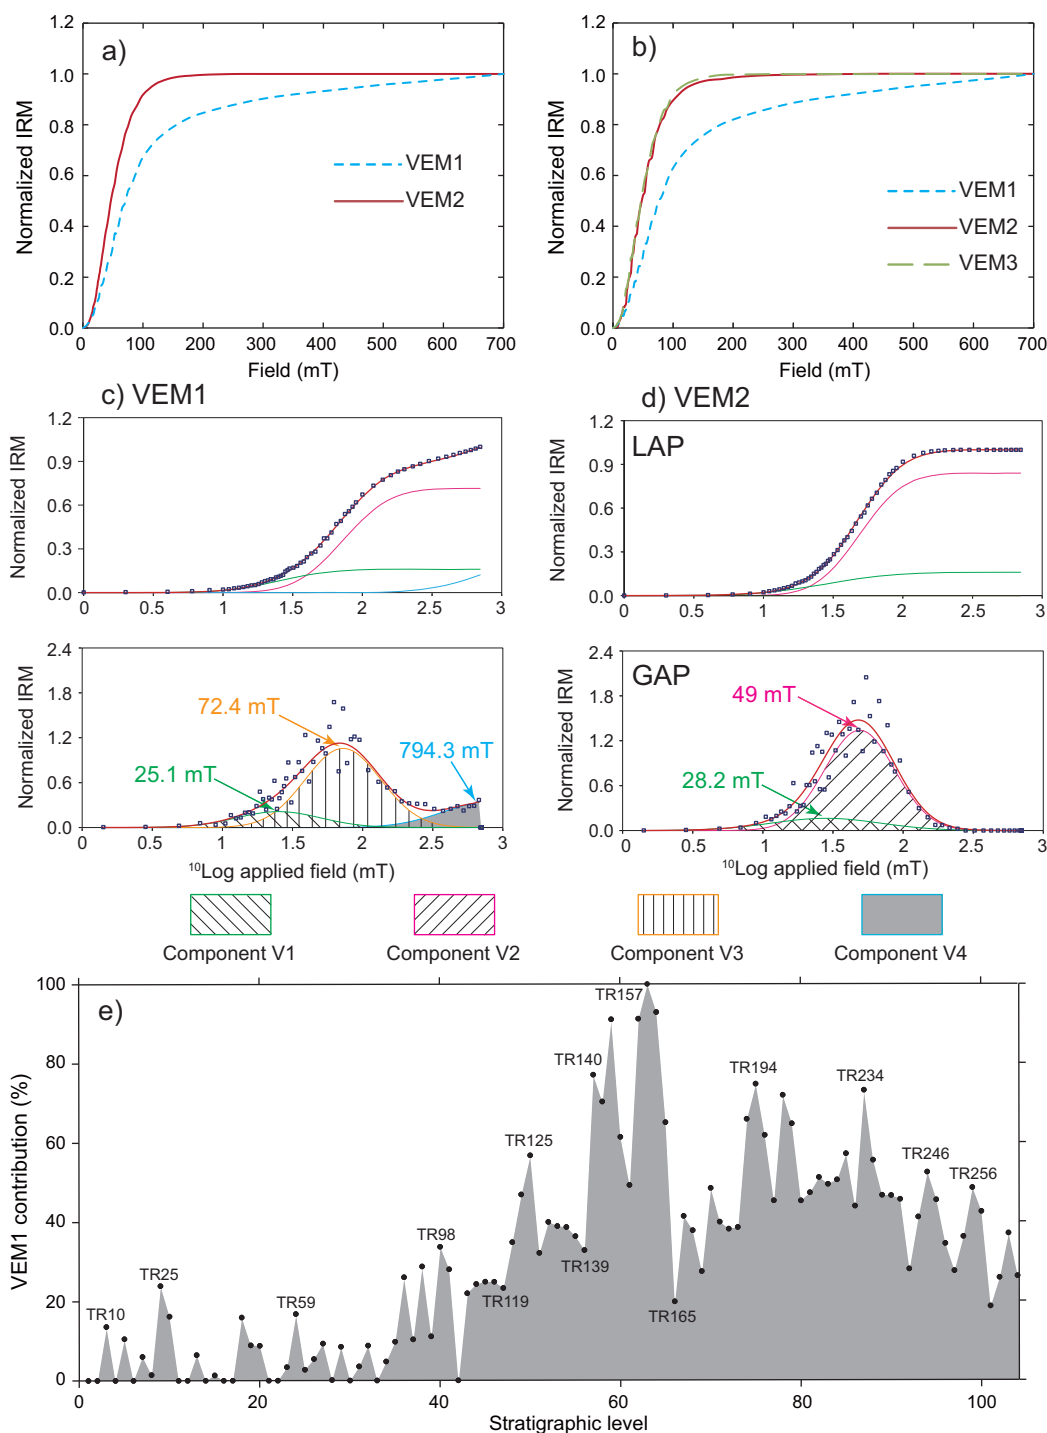 a)
1.2
1.0
0.8
0.6
0.4
0.2
0.0
Normalized IRM
VEM1
VEM2
0 100 200 300 400 500 600 700
Field (mT)
b)
1.2
1.0
0.8
0.6
0.4
0.2
0.0
Normalized IRM
VEM1
VEM2
VEM3
0 100 200 300 400 500 600 700
Field (mT)
c) VEM1
1.2
0.9
0.6
0.3
0.0
Normalized IRM
0 0.5 1 1.5 2 2.5 3
d) VEM2
LAP
1.2
0.9
0.6
0.3
0.0
Normalized IRM
0 0.5 1 1.5 2 2.5 3
2.4
1.8
1.2
0.6
0.0
Normalized IRM
72.4 mT
794.3 mT
25.1 mT
0 0.5 1 1.5 2 2.5 3
10Log applied field (mT)
GAP
2.4
1.8
1.2
0.6
0.0
Normalized IRM
49 mT
28.2 mT
0 0.5 1 1.5 2 2.5 3
10Log applied field (mT)
Component V1
Component V2
Component V3
Component V4
e)
100
80
60
40
20
0
VEM1 contribution (%)
TR10
TR25
TR59
TR98
TR119
TR125
TR139
TR140
TR157
TR165
TR194
TR234
TR246
TR256
0 20 40 60 80 100
Stratigraphic level